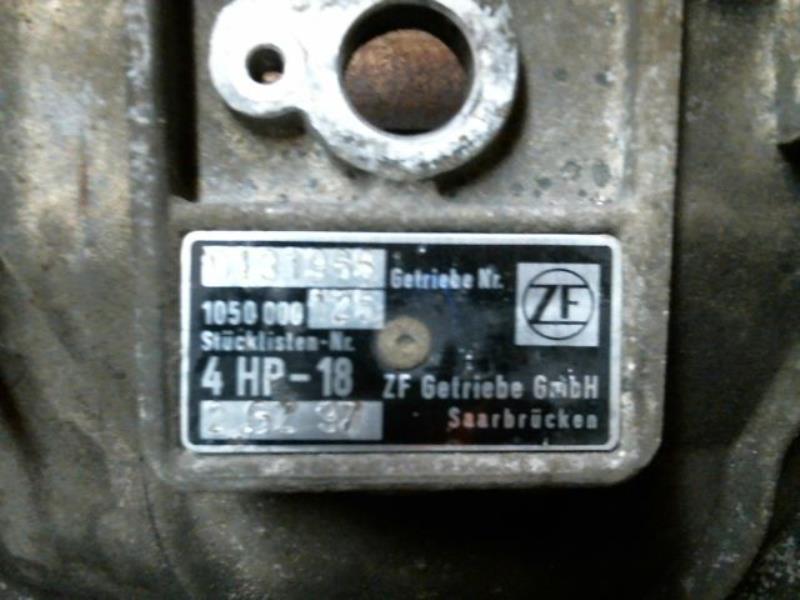 Getriebe Nr.
ZF
1050 000
Stücklisten-Nr.
4 HP-18 ZF Getriebe GmbH
Saarbrücken